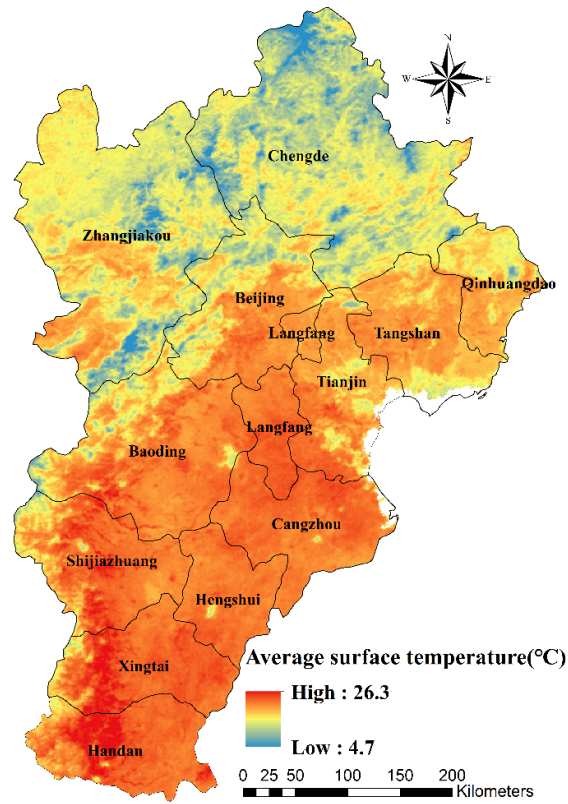 N
W E
S
Chengde
Zhangjiakou
Qinhuangdao
Beijing
Langfang Tangshan
Tianjin
Langfang
Baoding
Cangzhou
Shijiazhuang
Hengshui
Xingtai
Handan
Average surface temperature(°C)
High : 26.3
Low : 4.7
0 25 50 100 150 200
Kilometers